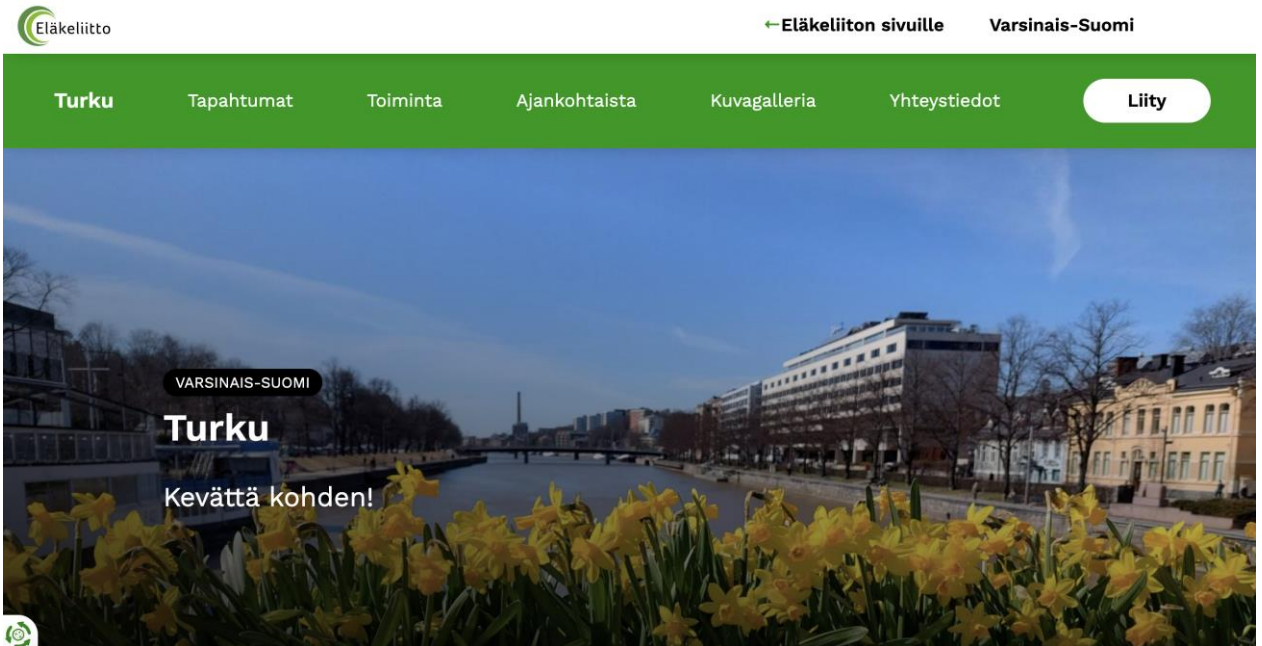 Eläkeliitto
←Eläkeliiton sivuille Varsinais-Suomi
Turku Tapahtumat Toiminta Ajankohtaista Kuvagalleria Yhteystiedot Liity
VARSINAIS-SUOMI
Turku
Kevättä kohden!